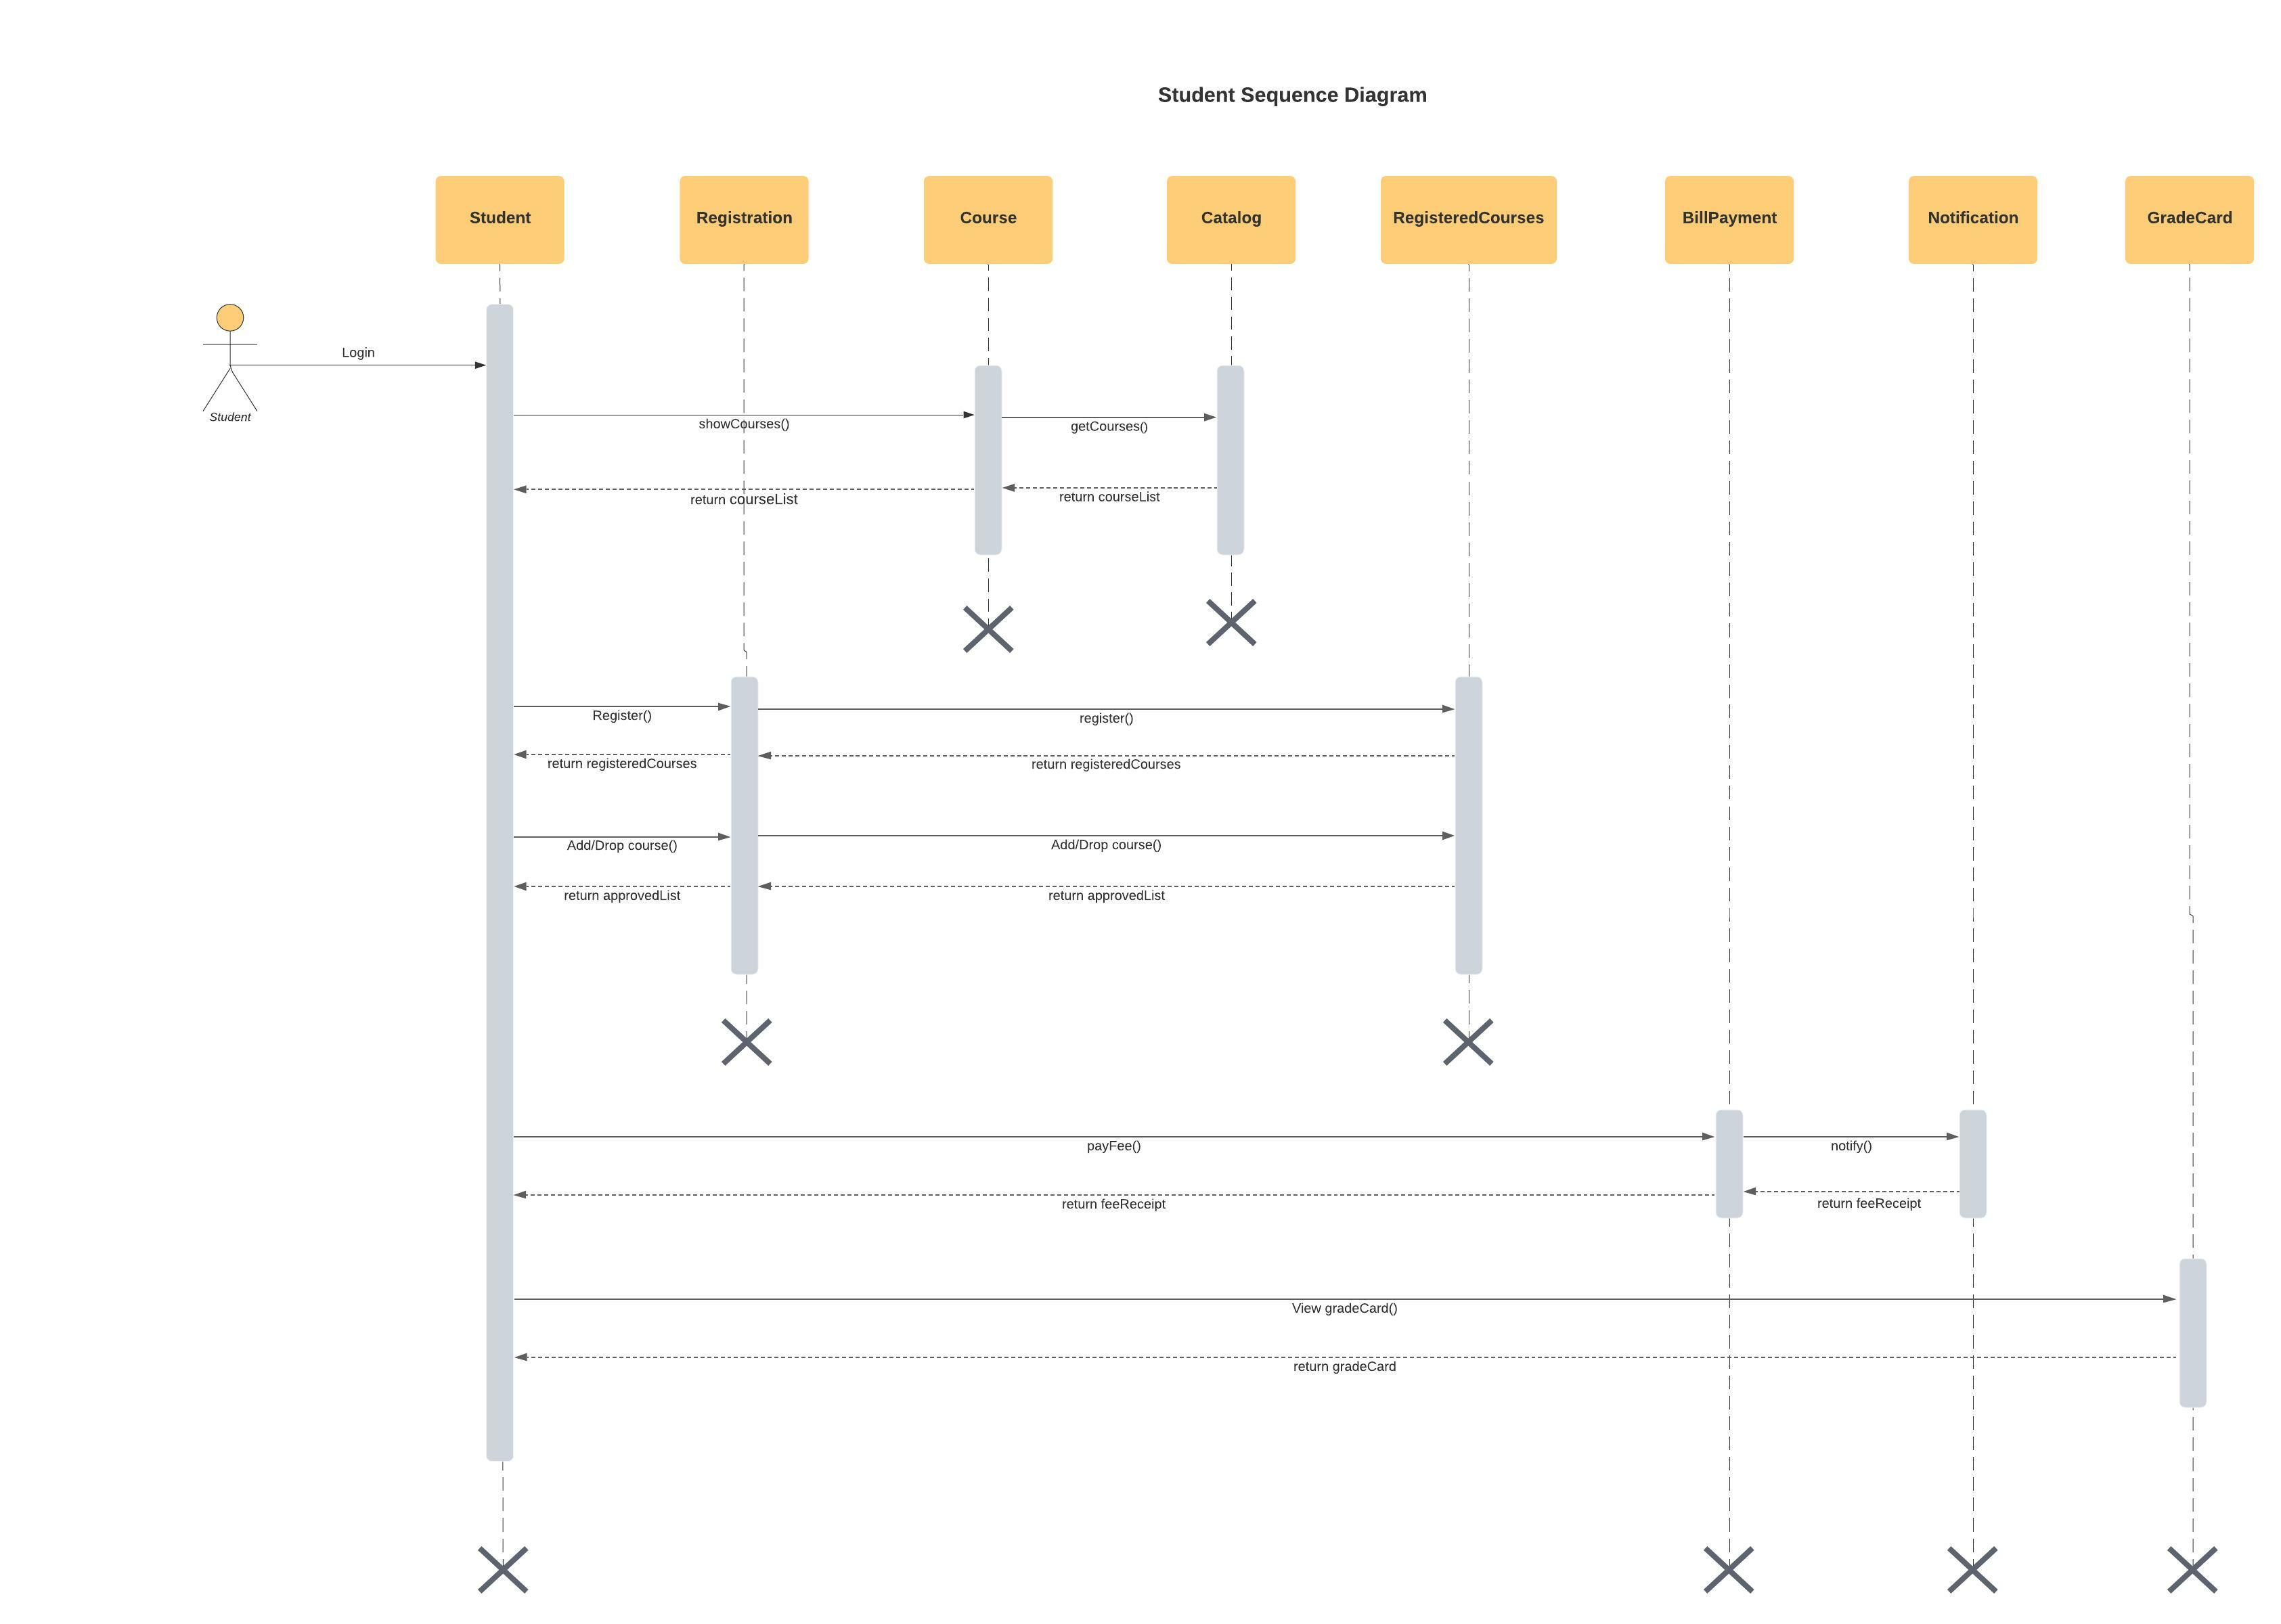 Student Sequence Diagram
Student
Registration
Course
Catalog
RegisteredCourses
BillPayment
Notification
GradeCard
Login
Student
showCourses()
getCourses()
return courseList
return courseList
Register()
register()
return registeredCourses
return registeredCourses
Add/Drop course()
Add/Drop course()
return approvedList
return approvedList
payFee()
notify()
return feeReceipt
return feeReceipt
View gradeCard()
return gradeCard